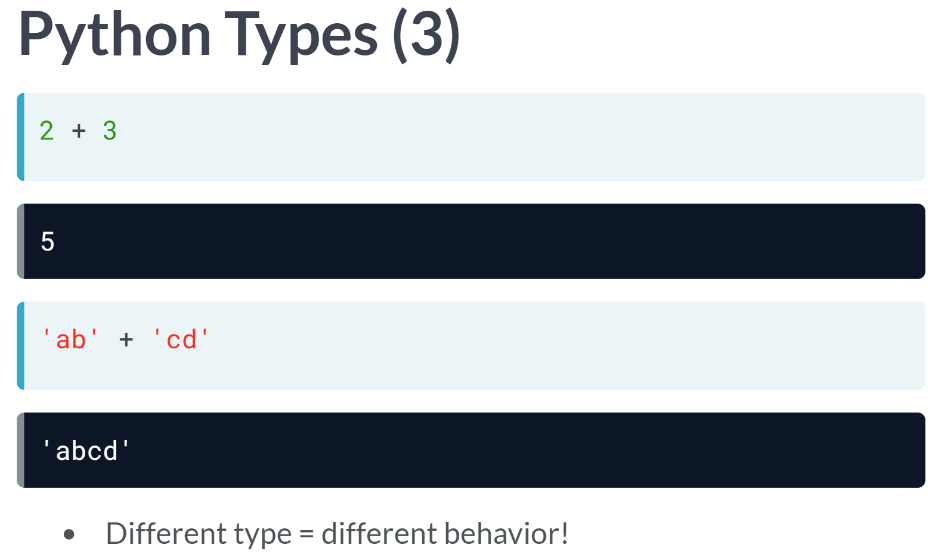 Python Types (3)
2 + 3
5
'ab' + 'cd'
'abcd'
• Different type = different behavior!